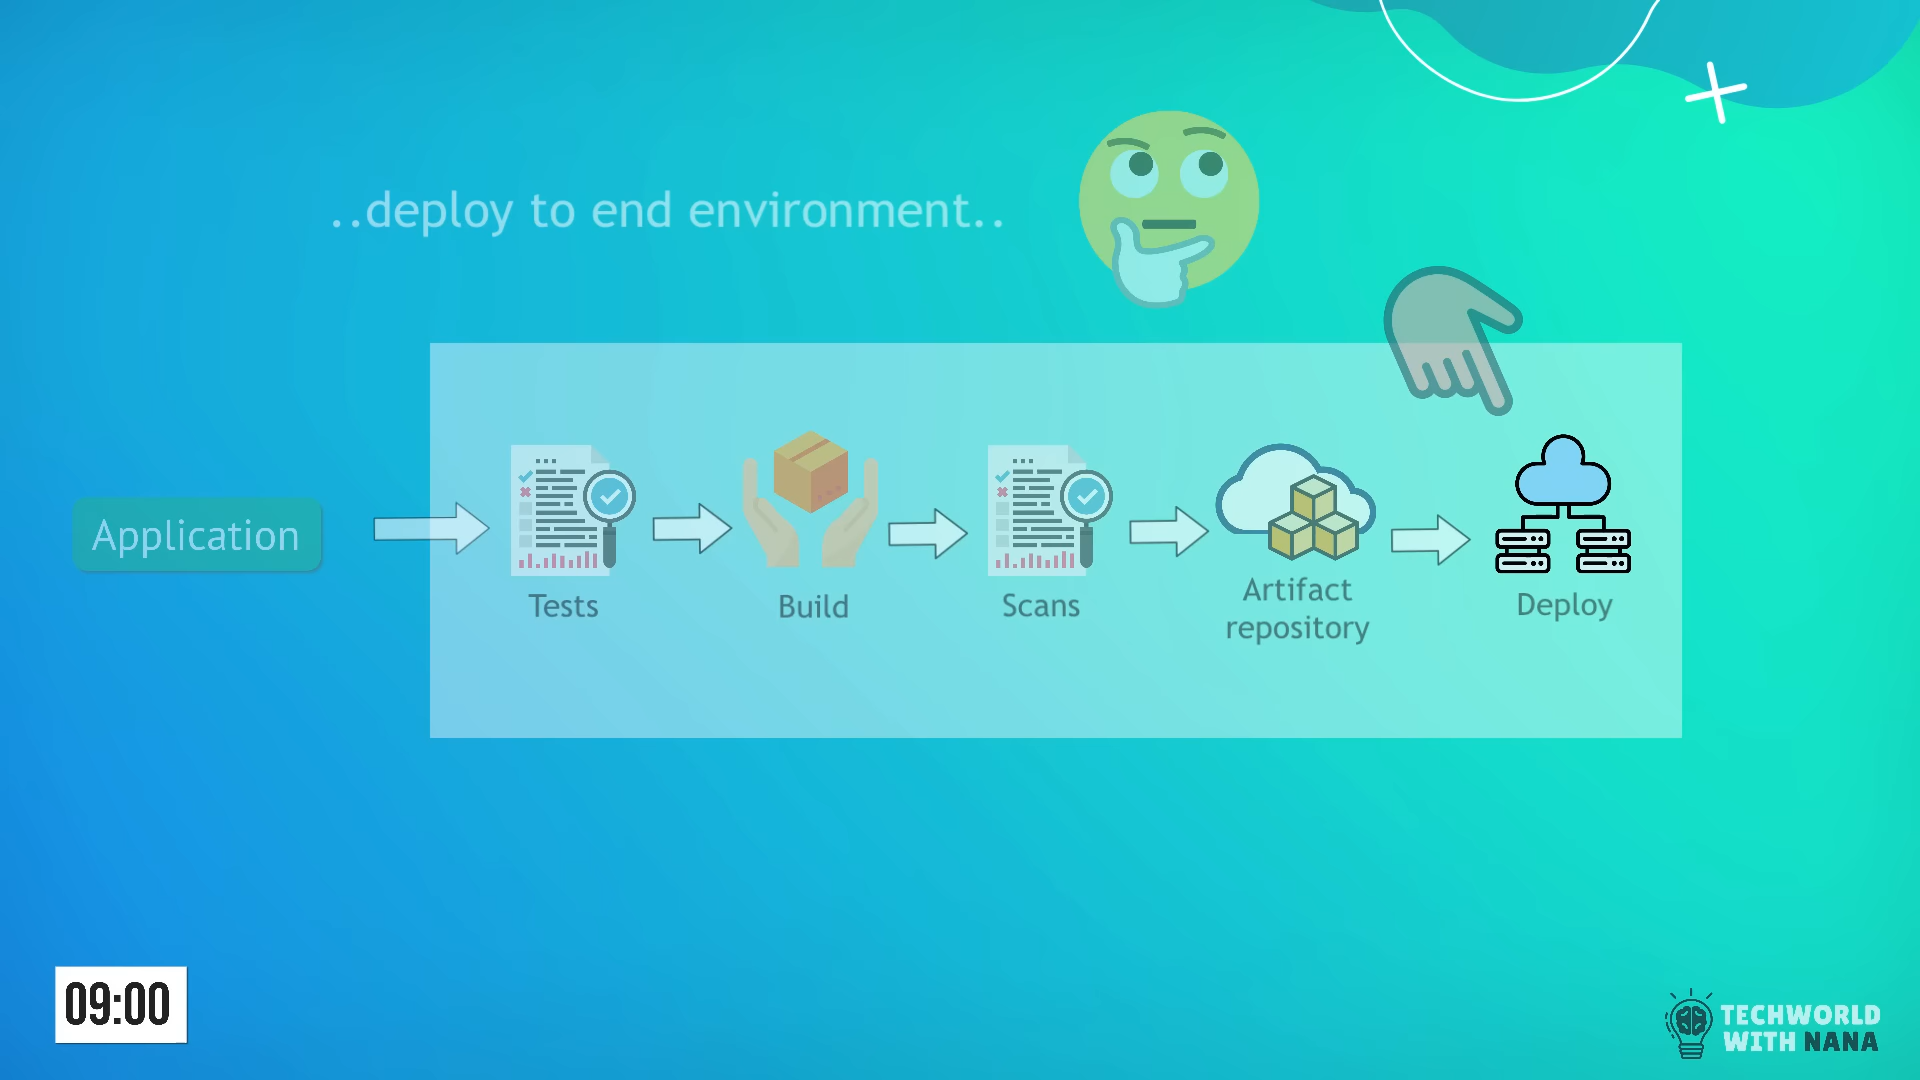 ..deploy to end environment..
Application
Tests
Build
Scans
Artifact
repository
Deploy
09:00
TECHWORLD
WITH NANA